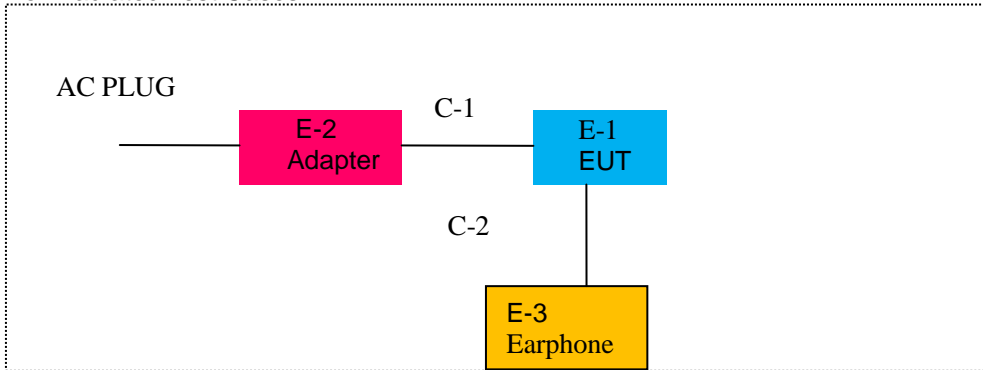 AC PLUG
C-1
E-2
Adapter
E-1
EUT
C-2
E-3
Earphone